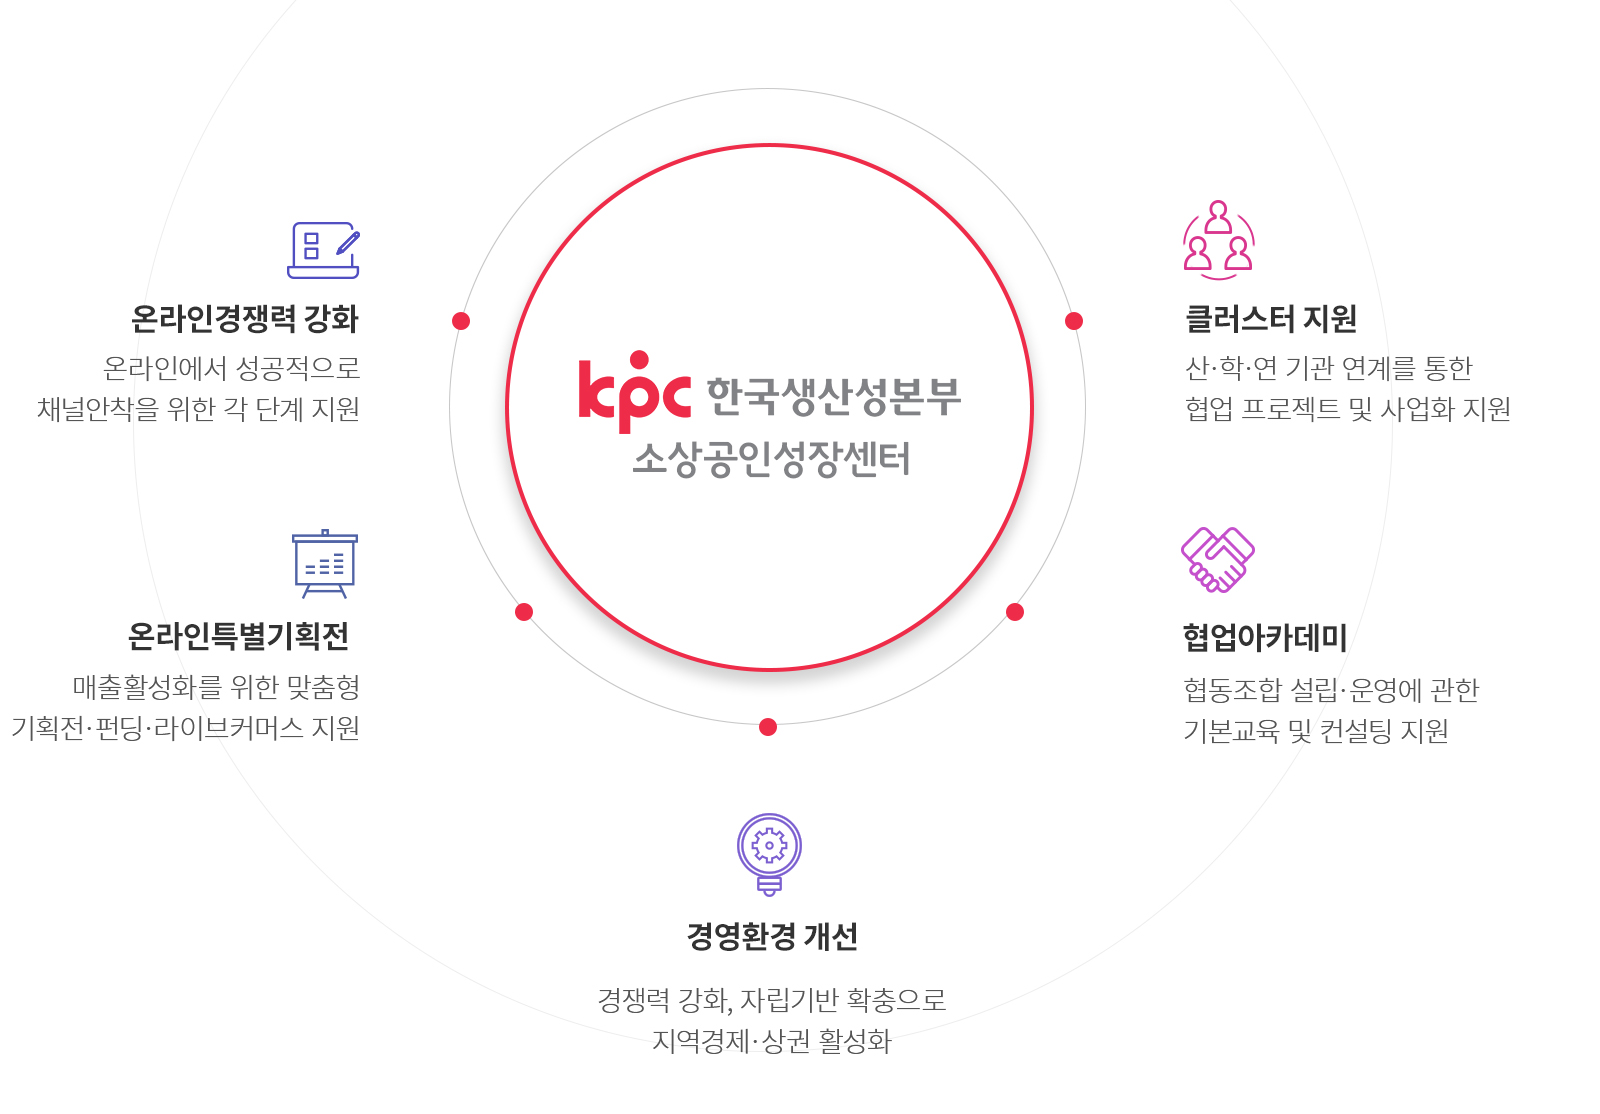 kpc 한국생산성본부
소상공인성장센터
온라인경쟁력 강화
온라인에서 성공적으로
채널안착을 위한 각 단계 지원
온라인특별기획전
매출활성화를 위한 맞춤형
기획전·펀딩·라이브커머스 지원
경영환경 개선
경쟁력 강화, 자립기반 확충으로
지역경제·상권 활성화
클러스터 지원
산·학·연 기관 연계를 통한
협업 프로젝트 및 사업화 지원
협업아카데미
협동조합 설립·운영에 관한
기본교육 및 컨설팅 지원